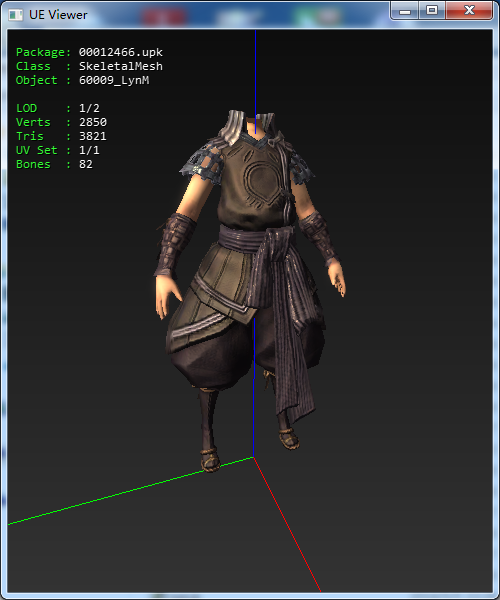 UE Viewer
Package: 00012466.upk
Class : SkeletalMesh
Object : 60009_LynM
LOD : 1/2
Verts : 2850
Tris : 3821
UV Set : 1/1
Bones : 82